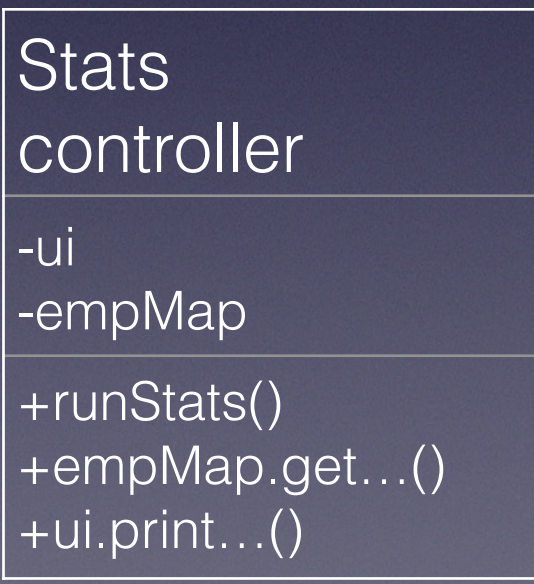 Stats
controller
-ui
-empMap
+runStats()
+empMap.get…()
+ui.print…()